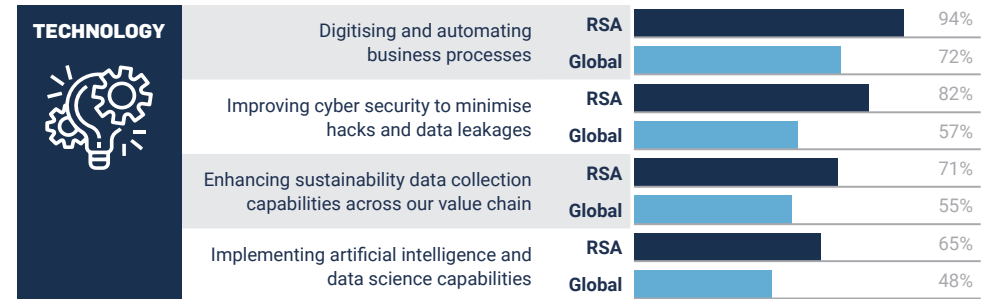 TECHNOLOGY
Digitising and automating
business processes
RSA
94%
Global
72%
Improving cyber security to minimise
hacks and data leakages
RSA
82%
Global
57%
Enhancing sustainability data collection
capabilities across our value chain
RSA
71%
Global
55%
Implementing artificial intelligence and
data science capabilities
RSA
65%
Global
48%